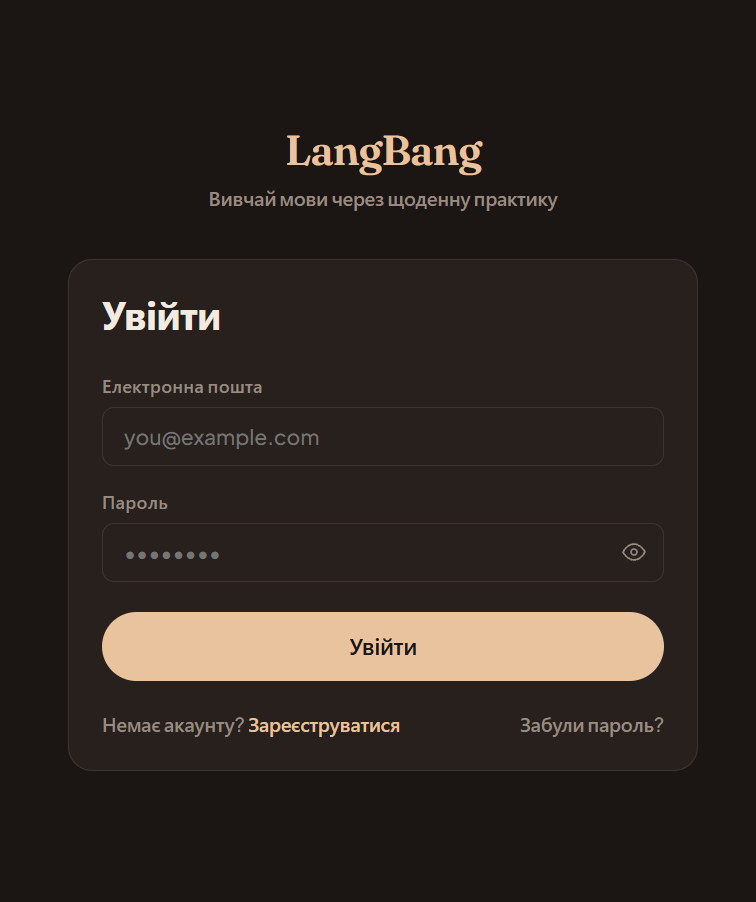 LangBang
Вивчай мови через щоденну практику
Увійти
Електронна пошта
you@example.com
Пароль
••••••••
Увійти
Немає акаунту? Зареєструватися
Забули пароль?